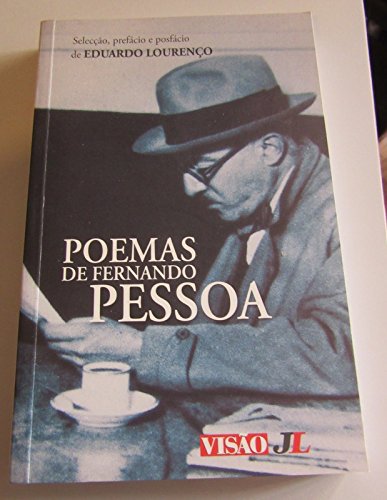 Selecção, prefácio e posfácio
de EDUARDO LOURENÇO
POEMAS
DE FERNANDO
PESSOA
VISÃO JL